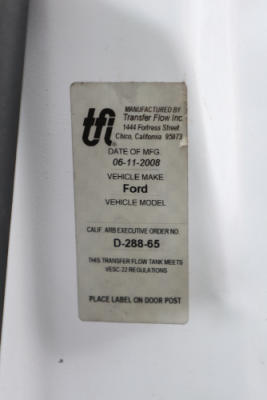 MANUFACTURED BY
Transfer Flow Inc
1444 Fortress Street
Chico, California 95973
tfi®
DATE OF MFG.
06-11-2008
VEHICLE MAKE
Ford
VEHICLE MODEL
CALIF. ARB EXECUTIVE ORDER NO.
D-288-65
THIS TRANSFER FLOW TANK MEETS
VESC-22 REGULATIONS
PLACE LABEL ON DOOR POST